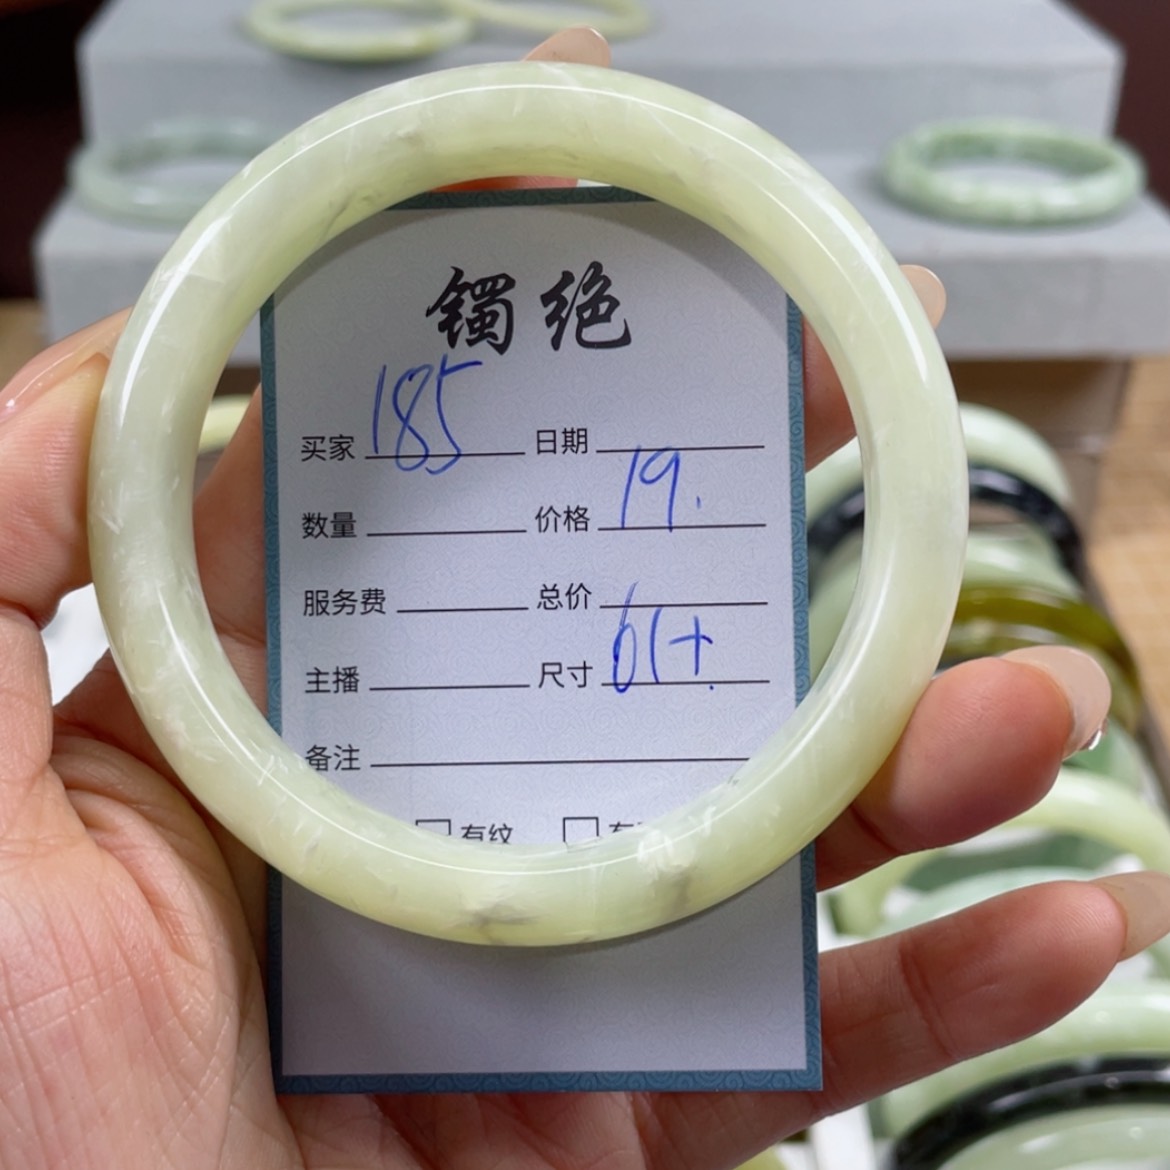 镯绝
买家 185 日期
数量 价格 19.
服务费 总价
主播 尺寸 61+
备注
有纹